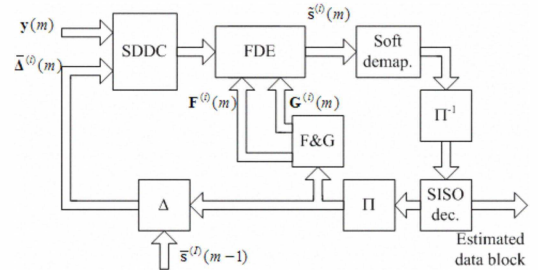 s̃⁽ⁱ⁾(m)
y(m)
SDDC
FDE
Soft
demap.
Δ̄⁽ⁱ⁾(m)
F⁽ⁱ⁾(m)
G⁽ⁱ⁾(m)
Π⁻¹
F&G
Δ
Π
SISO
dec.
Estimated
data block
s̄⁽ᴵ⁾(m−1)